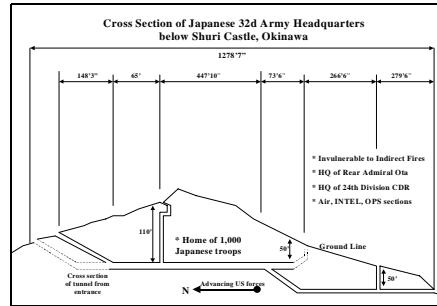 Cross Section of Japanese 32d Army Headquarters
below Shuri Castle, Okinawa
1278'7"
148'3"
65'
447'10"
73'6"
266'6"
279'6"
* Invulnerable to Indirect Fires
* HQ of Rear Admiral Ota
* HQ of 24th Division CDR
* Air, INTEL, OPS sections
110'
* Home of 1,000
Japanese troops
50'
Ground Line
50'
Cross section
of tunnel from
entrance
N
Advancing US forces